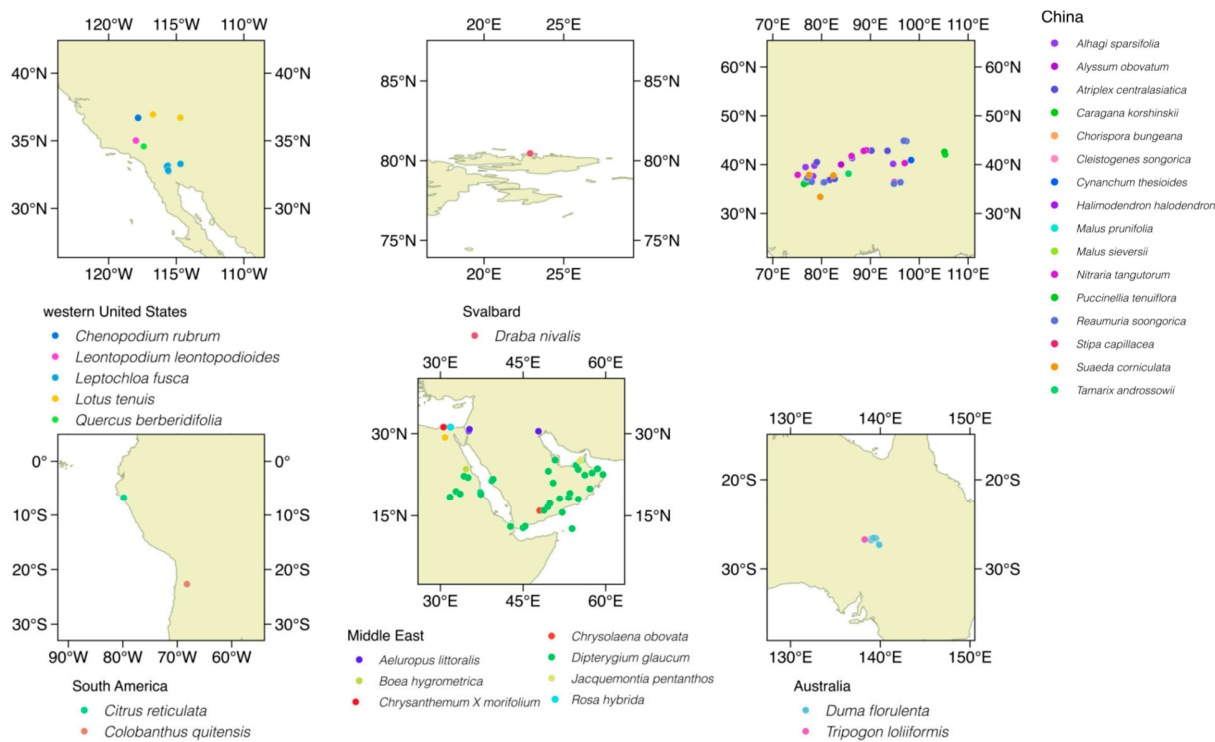 120°W 115°W 110°W
40°N 40°N
35°N 35°N
30°N 30°N
120°W 115°W 110°W
western United States
Chenopodium rubrum
Leontopodium leontopodioides
Leptochloa fusca
Lotus tenuis
Quercus berberidifolia
20°E 25°E
85°N 85°N
80°N 80°N
75°N 75°N
20°E 25°E
Svalbard
Draba nivalis
70°E 80°E 90°E 100°E 110°E
60°N 60°N
50°N 50°N
40°N 40°N
30°N 30°N
70°E 80°E 90°E 100°E 110°E
China
Alhagi sparsifolia
Alyssum obovatum
Atriplex centralasiatica
Caragana korshinskii
Chorispora bungeana
Cleistogenes songorica
Cynanchum thesioides
Halimodendron halodendron
Malus prunifolia
Malus sieversii
Nitraria tangutorum
Puccinellia tenuiflora
Reaumuria soongorica
Stipa capillacea
Suaeda corniculata
Tamarix androssowii
0° 0°
10°S 10°S
20°S 20°S
30°S 30°S
90°W 80°W 70°W 60°W
South America
Citrus reticulata
Colobanthus quitensis
30°E 45°E 60°E
30°N 30°N
15°N 15°N
30°E 45°E 60°E
Middle East
Aeluropus littoralis
Boea hygrometrica
Chrysanthemum X morifolium
Chrysolaena obovata
Dipterygium glaucum
Jacquemontia pentanthos
Rosa hybrida
130°E 140°E 150°E
20°S 20°S
30°S 30°S
130°E 140°E 150°E
Australia
Duma florulenta
Tripogon loliiformis